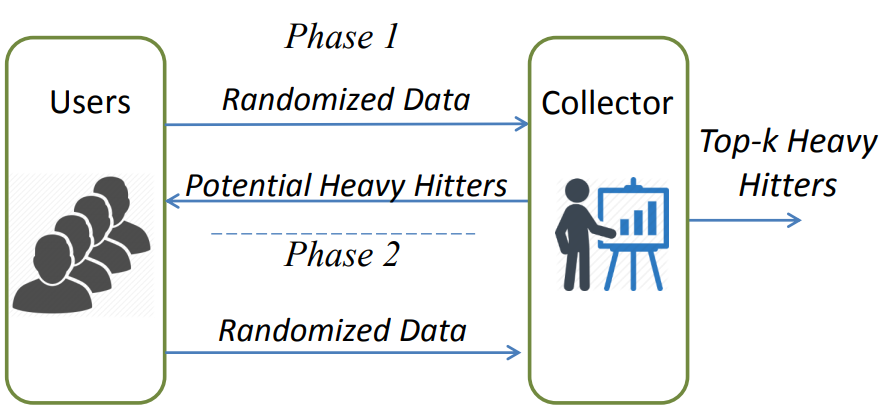 Phase 1
Users
Randomized Data
Collector
Top-k Heavy
Hitters
Potential Heavy Hitters
Phase 2
Randomized Data